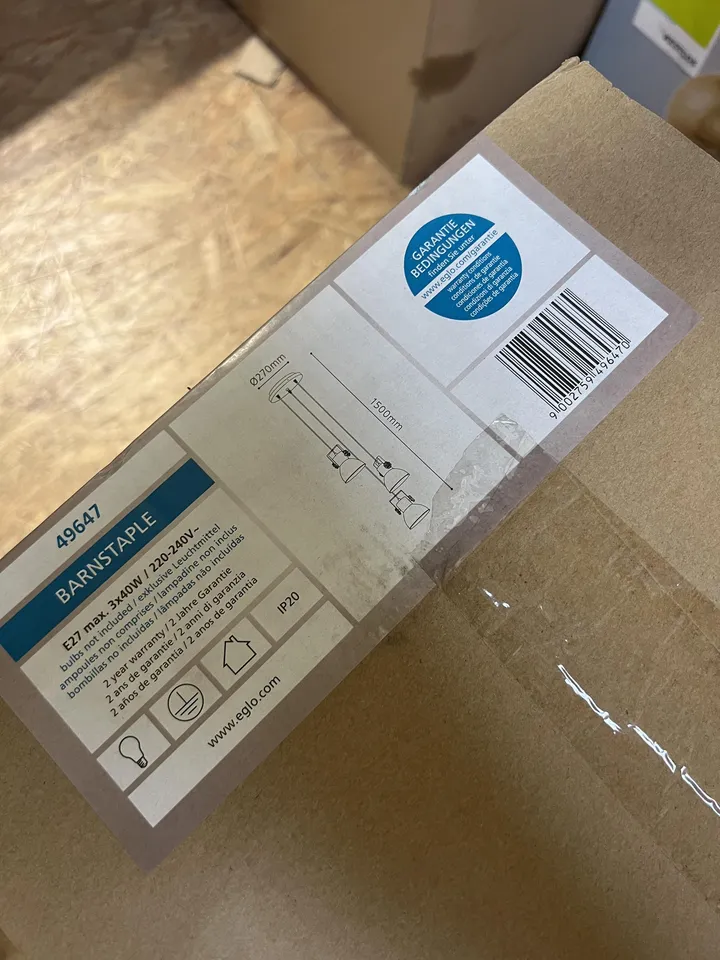 49647
BARNSTAPLE
E27 max. 3x40W / 220-240V~
bulbs not included / exklusive Leuchtmittel
ampoules non comprises / lampadine non inclus
bombillas no incluidas / lâmpadas não incluídas
2 year warranty / 2 Jahre Garantie
2 ans de garantie / 2 anni di garanzia
2 años de garantía / 2 anos de garantia
IP20
www.eglo.com
Ø270mm
1500mm
GARANTIE
BEDINGUNGEN
finden Sie unter
www.eglo.com/garantie
warranty conditions
conditions de garantie
condiciones de garantía
condizioni di garanzia
condições de garantia
9 002759 496470